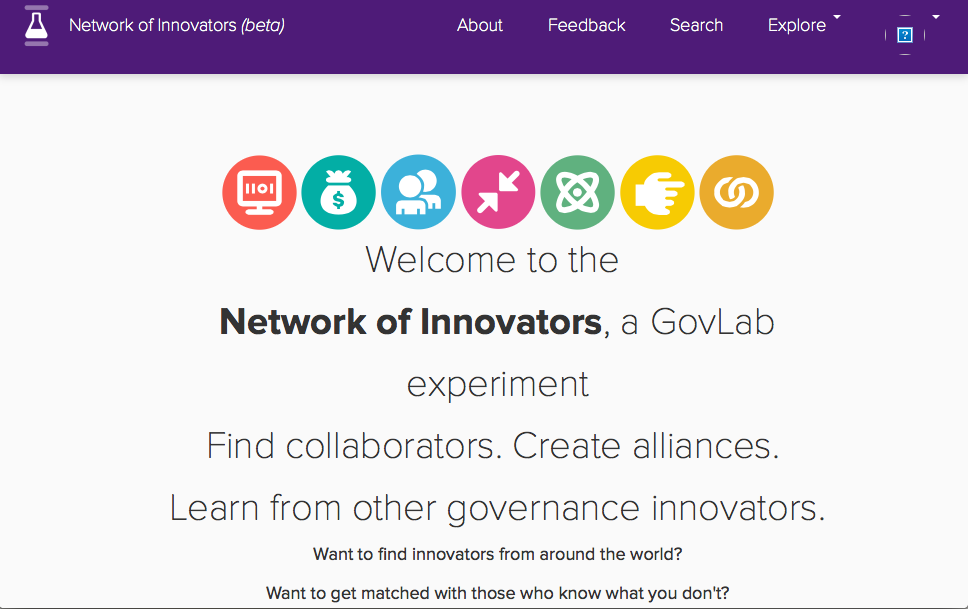 Network of Innovators (beta)
About
Feedback
Search
Explore
?
11101
$
Welcome to the
Network of Innovators, a GovLab
experiment
Find collaborators. Create alliances.
Learn from other governance innovators.
Want to find innovators from around the world?
Want to get matched with those who know what you don't?